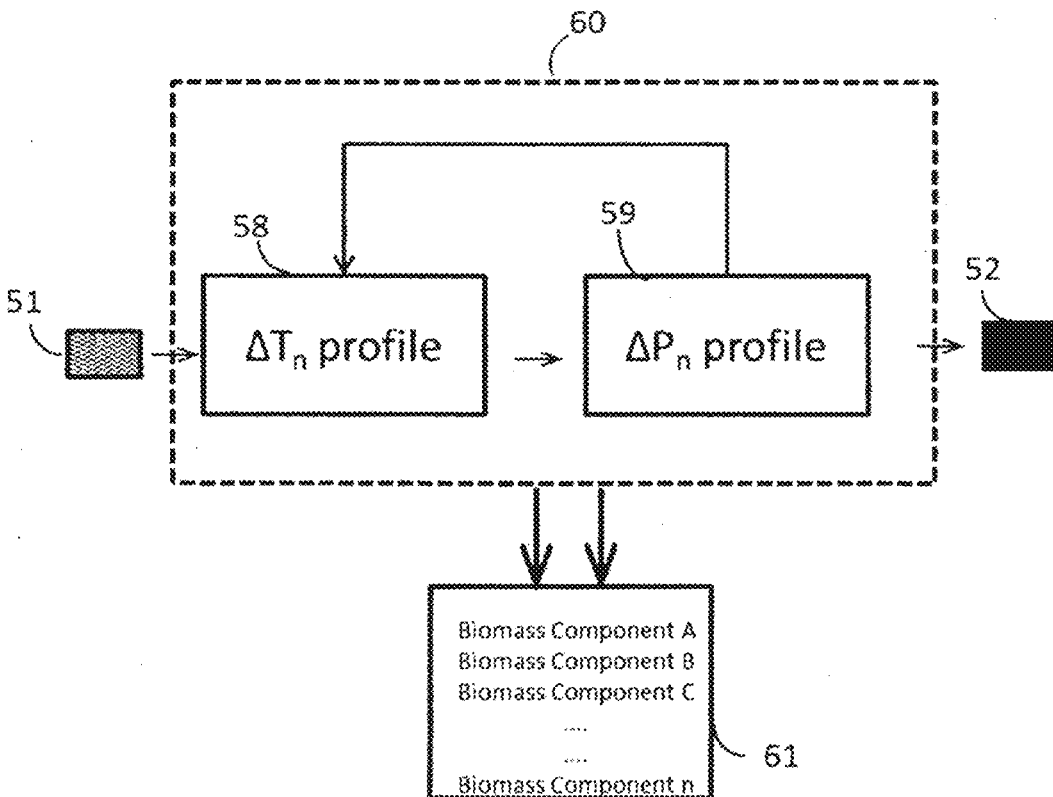 60
58
59
51
52
ΔTn profile
ΔPn profile
Biomass Component A
Biomass Component B
Biomass Component C
....
....
Biomass Component n
61